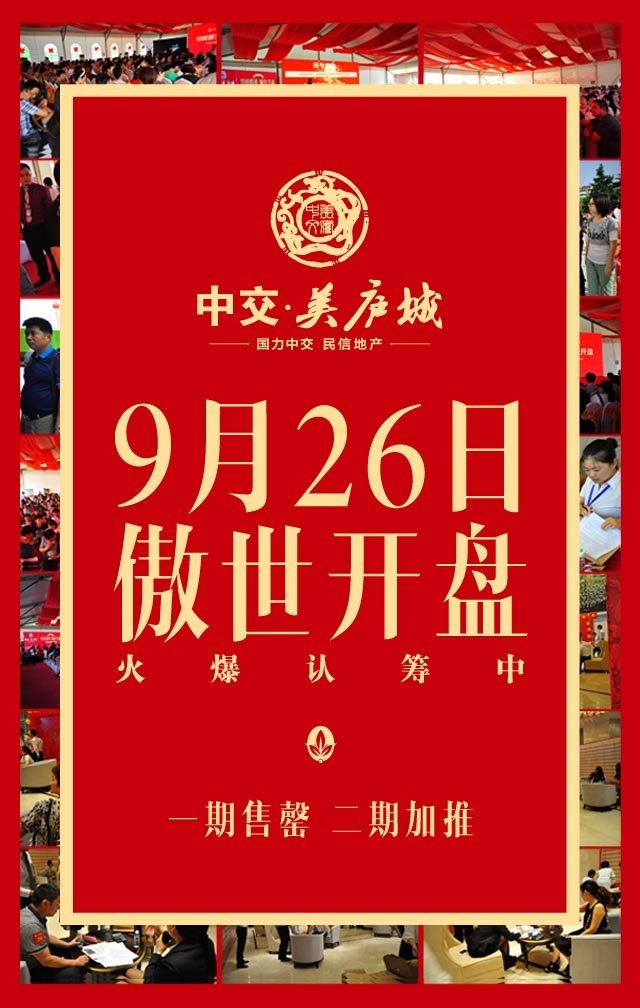 中交·美庐城
国力中交 民信地产
9月26日
傲世开盘
火爆认筹中
一期售罄 二期加推